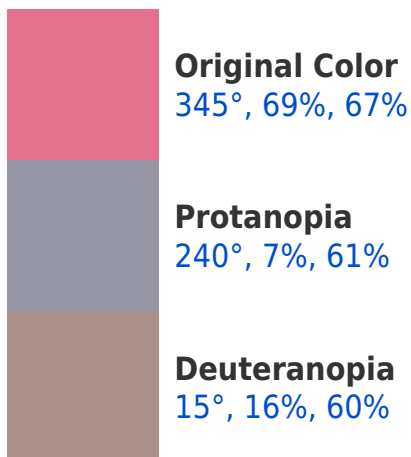 Original Color
345°, 69%, 67%
Protanopia
240°, 7%, 61%
Deuteranopia
15°, 16%, 60%